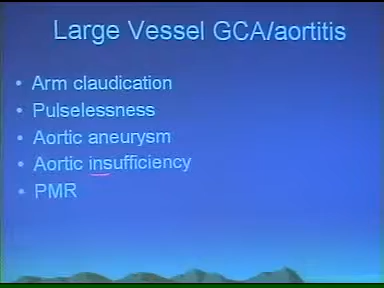 Large Vessel GCA/aortitis
• Arm claudication
• Pulselessness
• Aortic aneurysm
• Aortic insufficiency
• PMR